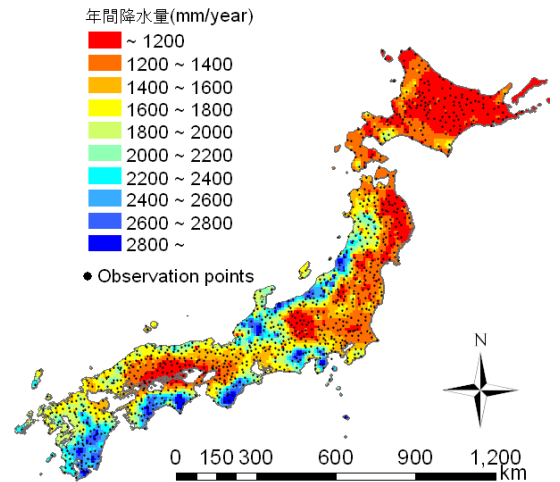 年間降水量(mm/year)
~ 1200
1200 ~ 1400
1400 ~ 1600
1600 ~ 1800
1800 ~ 2000
2000 ~ 2200
2200 ~ 2400
2400 ~ 2600
2600 ~ 2800
2800 ~
Observation points
N
0 150 300 600 900 1,200
km